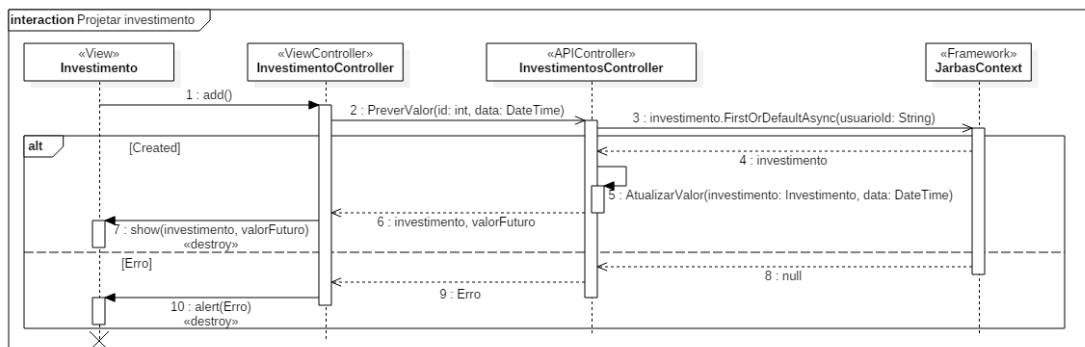 interaction Projetar investimento
«View»
Investimento
«ViewController»
InvestimentoController
«APIController»
InvestimentosController
«Framework»
JarbasContext
1 : add()
2 : PreverValor(id: int, data: DateTime)
3 : investimento.FirstOrDefaultAsync(usuarioId: String)
alt
[Created]
4 : investimento
5 : AtualizarValor(investimento: Investimento, data: DateTime)
6 : investimento, valorFuturo
7 : show(investimento, valorFuturo)
«destroy»
[Erro]
8 : null
9 : Erro
10 : alert(Erro)
«destroy»